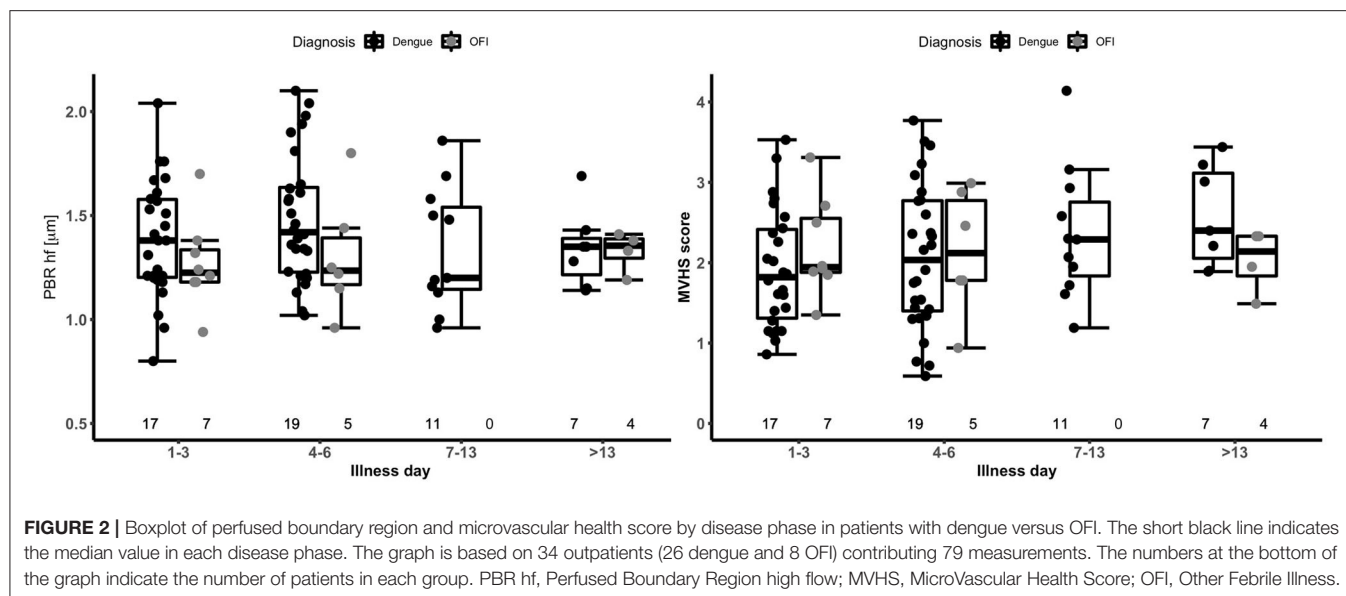 Diagnosis Dengue OFI
PBR hf [µm]
2.0
1.5
1.0
0.5
17 7 19 5 11 0 7 4
1-3 4-6 7-13 >13
Illness day
Diagnosis Dengue OFI
MVHS score
4
3
2
1
0
17 7 19 5 11 0 7 4
1-3 4-6 7-13 >13
Illness day
FIGURE 2 | Boxplot of perfused boundary region and microvascular health score by disease phase in patients with dengue versus OFI. The short black line indicates
the median value in each disease phase. The graph is based on 34 outpatients (26 dengue and 8 OFI) contributing 79 measurements. The numbers at the bottom of
the graph indicate the number of patients in each group. PBR hf, Perfused Boundary Region high flow; MVHS, MicroVascular Health Score; OFI, Other Febrile Illness.